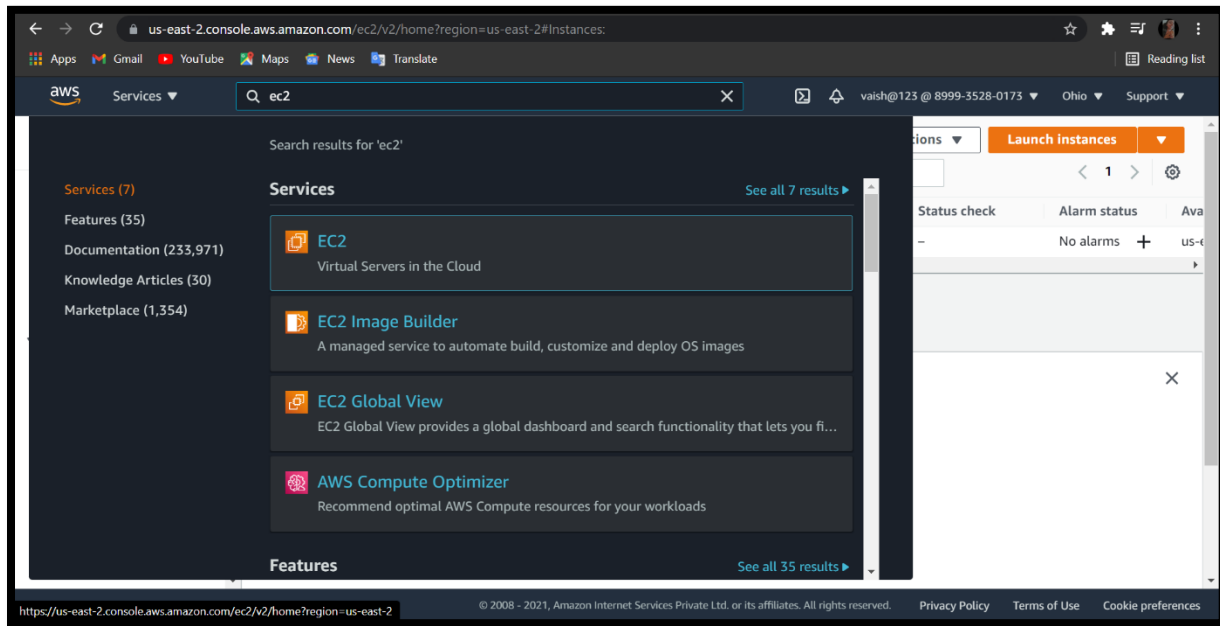 us-east-2.console.aws.amazon.com/ec2/v2/home?region=us-east-2#Instances:
Apps Gmail YouTube Maps News Translate Reading list
aws Services ▼ ec2 vaish@123 @ 8999-3528-0173 ▼ Ohio ▼ Support ▼
Search results for 'ec2'
Services (7)
Features (35)
Documentation (233,971)
Knowledge Articles (30)
Marketplace (1,354)
Services See all 7 results ▶
EC2
Virtual Servers in the Cloud
EC2 Image Builder
A managed service to automate build, customize and deploy OS images
EC2 Global View
EC2 Global View provides a global dashboard and search functionality that lets you fi...
AWS Compute Optimizer
Recommend optimal AWS Compute resources for your workloads
Features See all 35 results ▶
tions ▼ Launch instances ▼
< 1 >
Status check Alarm status Ava
– No alarms + us-e
https://us-east-2.console.aws.amazon.com/ec2/v2/home?region=us-east-2
© 2008 - 2021, Amazon Internet Services Private Ltd. or its affiliates. All rights reserved. Privacy Policy Terms of Use Cookie preferences